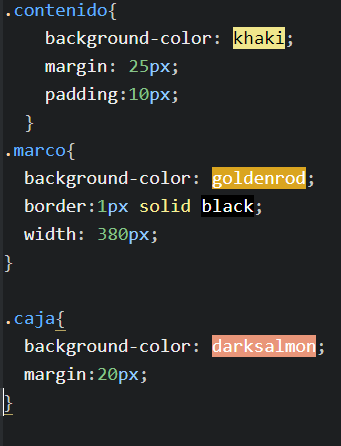 .contenido{
background-color: khaki;
margin: 25px;
padding:10px;
}
.marco{
background-color: goldenrod;
border:1px solid black;
width: 380px;
}
.caja{
background-color: darksalmon;
margin:20px;
}